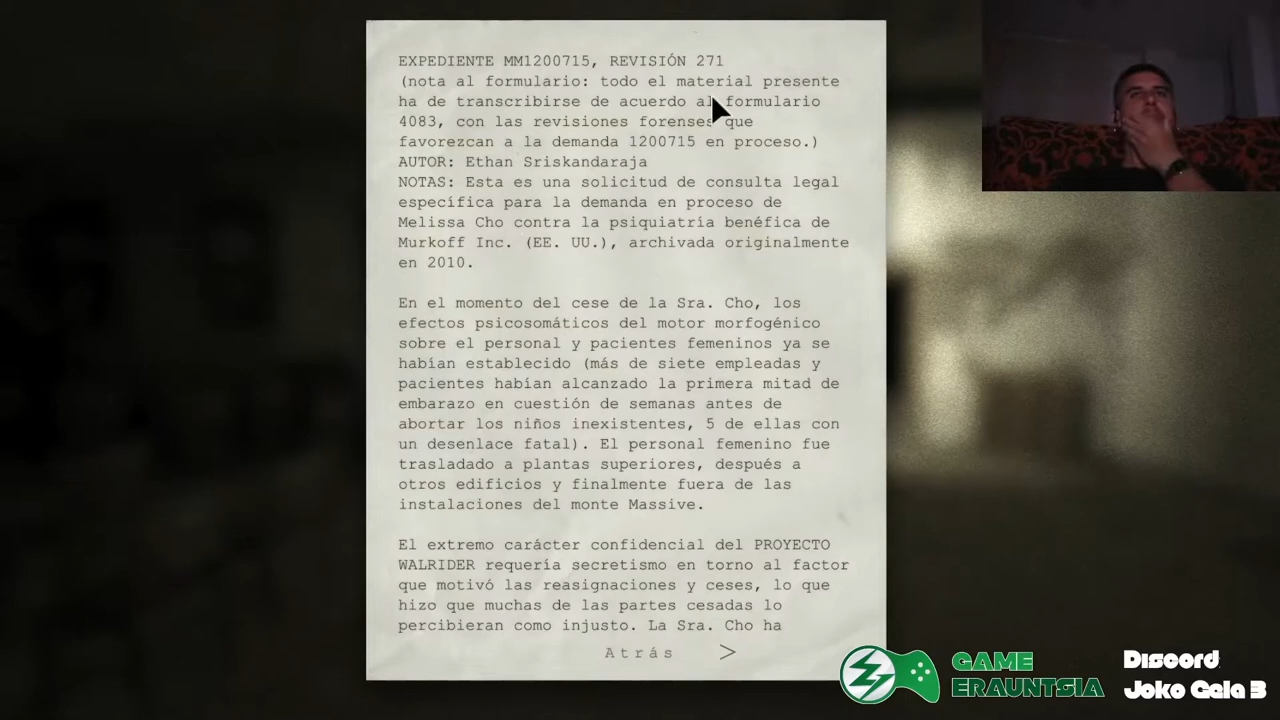 EXPEDIENTE MM1200715, REVISIÓN 271
(nota al formulario: todo el material presente
ha de transcribirse de acuerdo al formulario
4083, con las revisiones forenses que
favorezcan a la demanda 1200715 en proceso.)
AUTOR: Ethan Sriskandaraja
NOTAS: Esta es una solicitud de consulta legal
específica para la demanda en proceso de
Melissa Cho contra la psiquiatría benéfica de
Murkoff Inc. (EE. UU.), archivada originalmente
en 2010.
En el momento del cese de la Sra. Cho, los
efectos psicosomáticos del motor morfogénico
sobre el personal y pacientes femeninos ya se
habían establecido (más de siete empleadas y
pacientes habían alcanzado la primera mitad de
embarazo en cuestión de semanas antes de
abortar los niños inexistentes, 5 de ellas con
un desenlace fatal). El personal femenino fue
trasladado a plantas superiores, después a
otros edificios y finalmente fuera de las
instalaciones del monte Massive.
El extremo carácter confidencial del PROYECTO
WALRIDER requería secretismo en torno al factor
que motivó las reasignaciones y ceses, lo que
hizo que muchas de las partes cesadas lo
percibieran como injusto. La Sra. Cho ha
Atrás >
GAME
ERAUNTSIA
Discord
Joko Gela 3